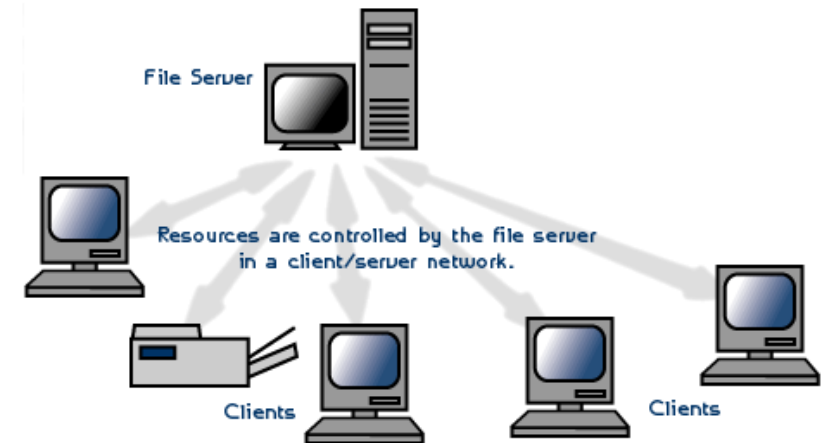 File Server
Resources are controlled by the file server
in a client/server network.
Clients
Clients